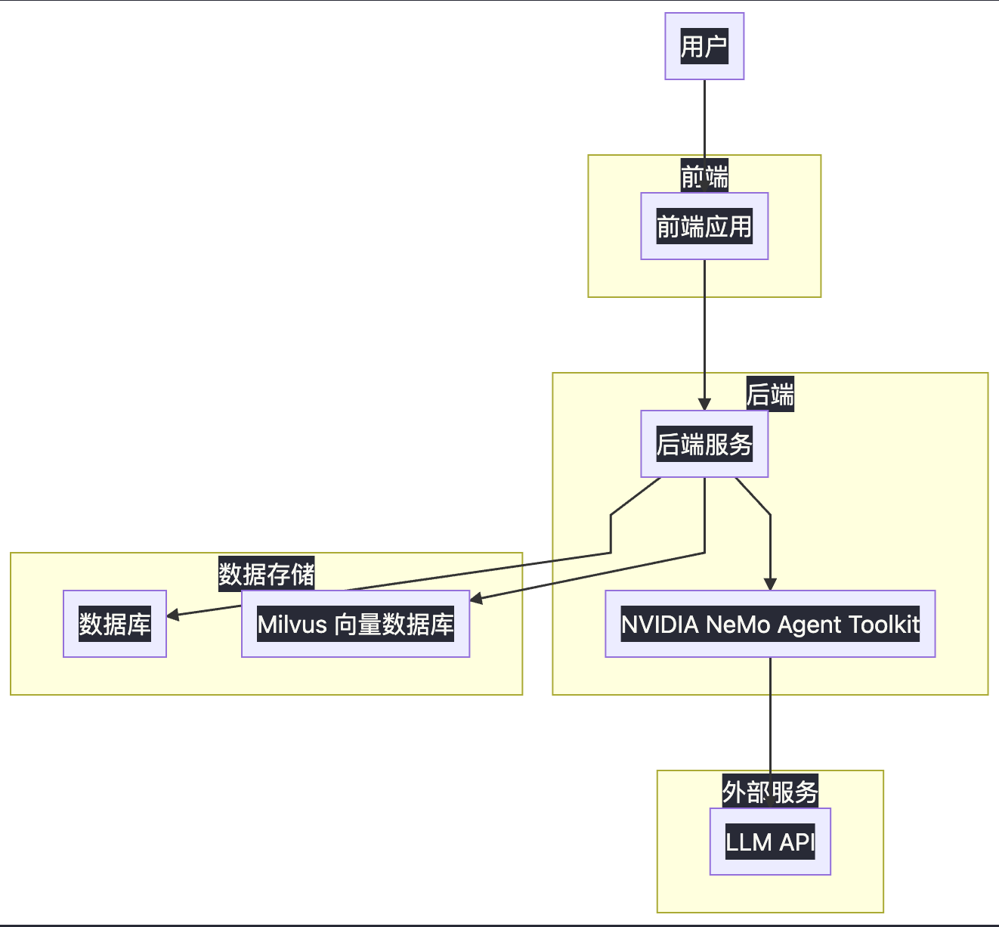 用户
前端
前端应用
后端
后端服务
数据存储
数据库
Milvus 向量数据库
NVIDIA NeMo Agent Toolkit
外部服务
LLM API